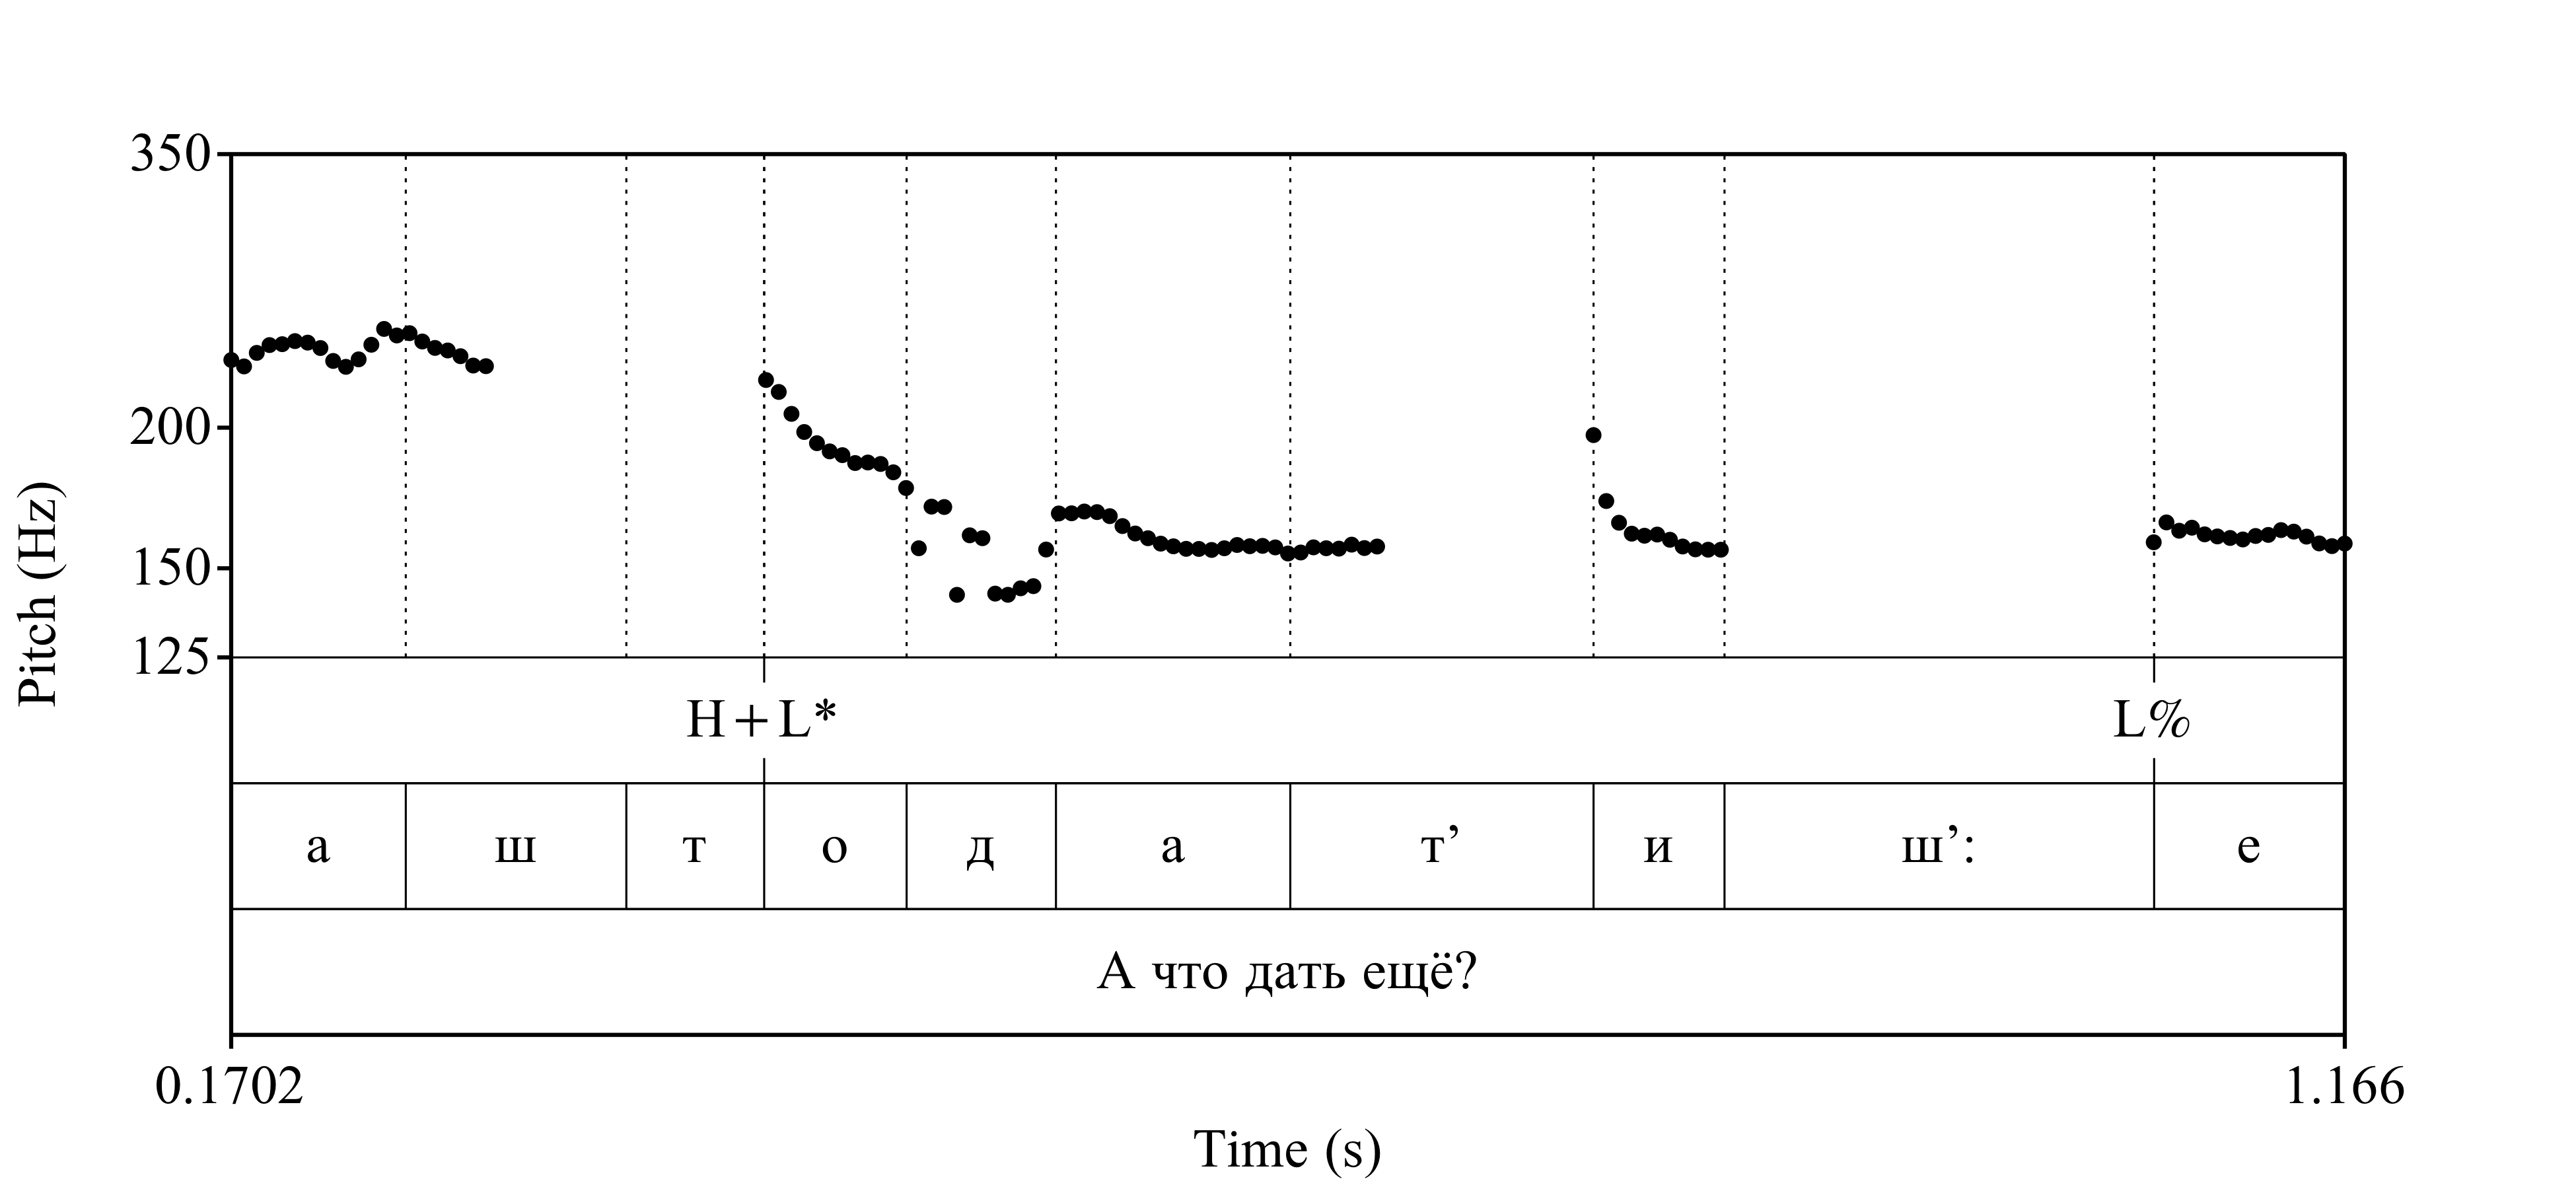 350
200
150
125
Pitch (Hz)
H+L* L%
а ш т о д а т’ и ш’: е
А что дать ещё?
0.1702 1.166
Time (s)